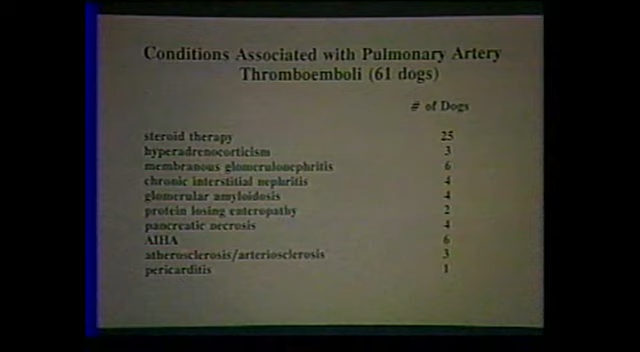 Conditions Associated with Pulmonary Artery
Thromboemboli (61 dogs)
# of Dogs
steroid therapy 25
hyperadrenocorticism 3
membranous glomerulonephritis 6
chronic interstitial nephritis 4
glomerular amyloidosis 4
protein losing enteropathy 2
pancreatic necrosis 4
AIHA 6
atherosclerosis/arteriosclerosis 3
pericarditis 1